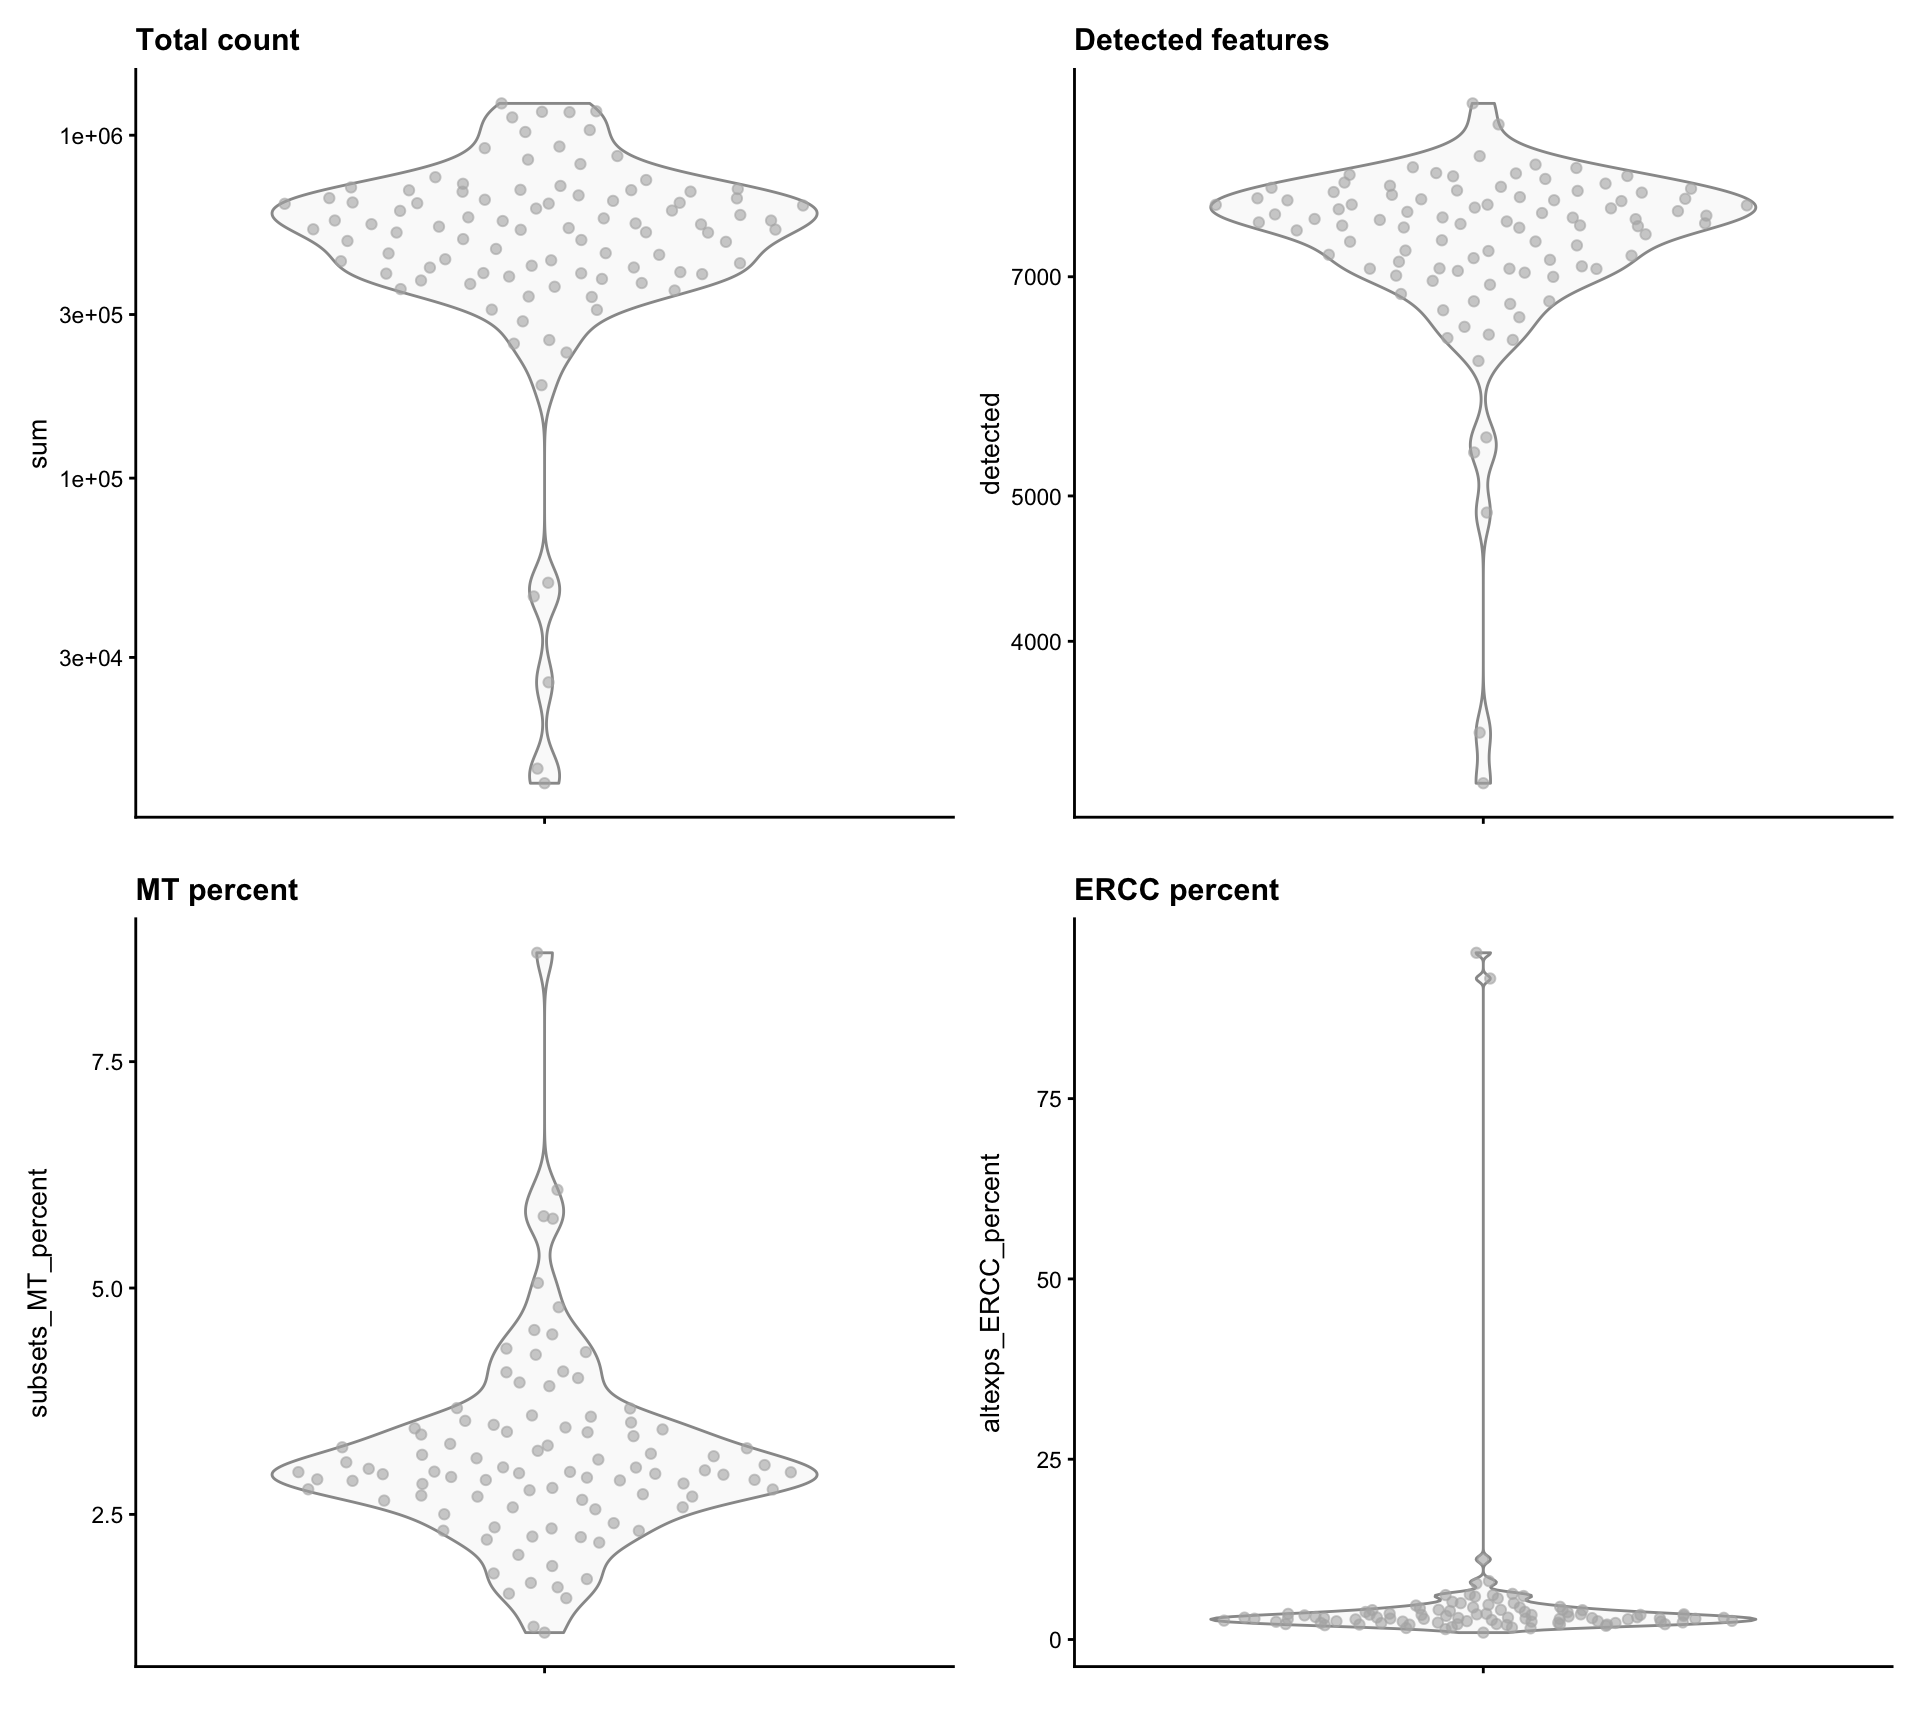 Total count
sum
1e+06
3e+05
1e+05
3e+04
Detected features
detected
7000
5000
4000
MT percent
subsets_MT_percent
7.5
5.0
2.5
ERCC percent
altexps_ERCC_percent
75
50
25
0